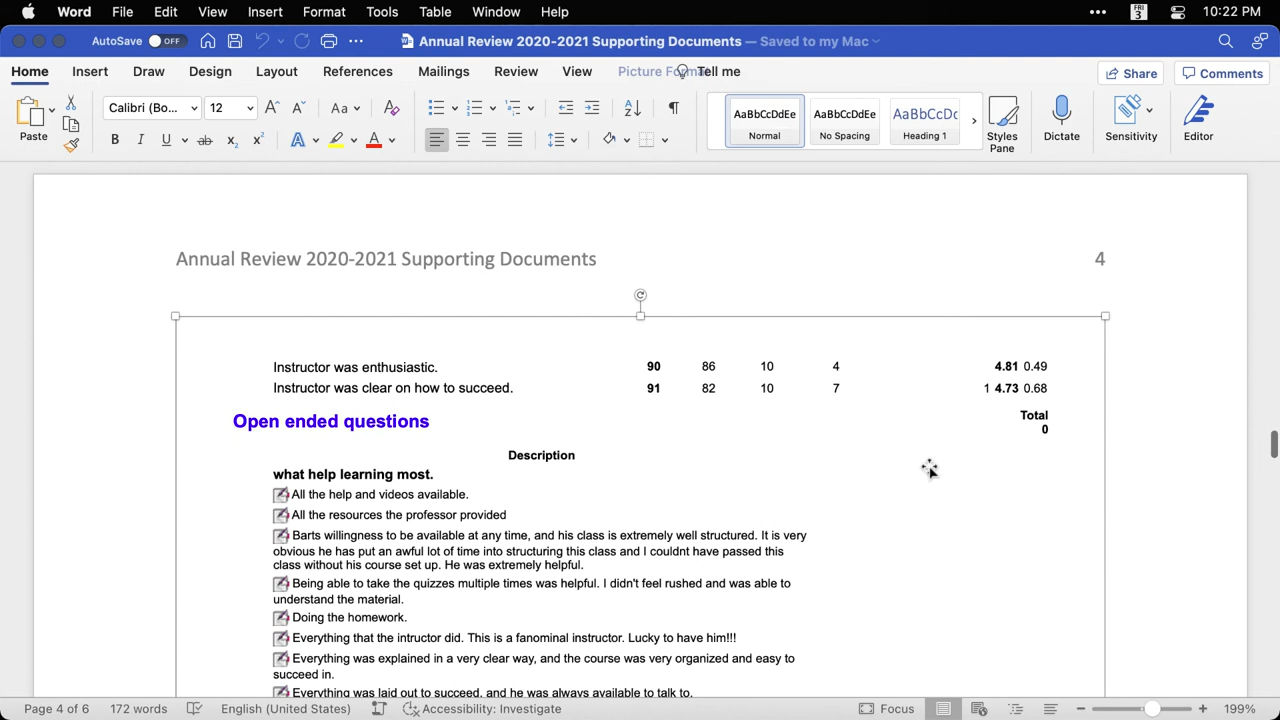 Word File Edit View Insert Format Tools Table Window Help FRI 3 10:22 PM
AutoSave OFF Annual Review 2020-2021 Supporting Documents — Saved to my Mac
Home Insert Draw Design Layout References Mailings Review View Picture Format Tell me Share Comments
Paste Calibri (Bo... 12 Aa AaBbCcDdEe Normal AaBbCcDdEe No Spacing AaBbCcDc Heading 1 Styles Pane Dictate Sensitivity Editor
Annual Review 2020-2021 Supporting Documents 4
Instructor was enthusiastic. 90 86 10 4 4.81 0.49
Instructor was clear on how to succeed. 91 82 10 7 1 4.73 0.68
Open ended questions Total
0
Description
what help learning most.
All the help and videos available.
All the resources the professor provided
Barts willingness to be available at any time, and his class is extremely well structured. It is very
obvious he has put an awful lot of time into structuring this class and I couldnt have passed this
class without his course set up. He was extremely helpful.
Being able to take the quizzes multiple times was helpful. I didn't feel rushed and was able to
understand the material.
Doing the homework.
Everything that the intructor did. This is a fanominal instructor. Lucky to have him!!!
Everything was explained in a very clear way, and the course was very organized and easy to
succeed in.
Everything was laid out to succeed, and he was always available to talk to.
Page 4 of 6 172 words English (United States) Accessibility: Investigate Focus 199%